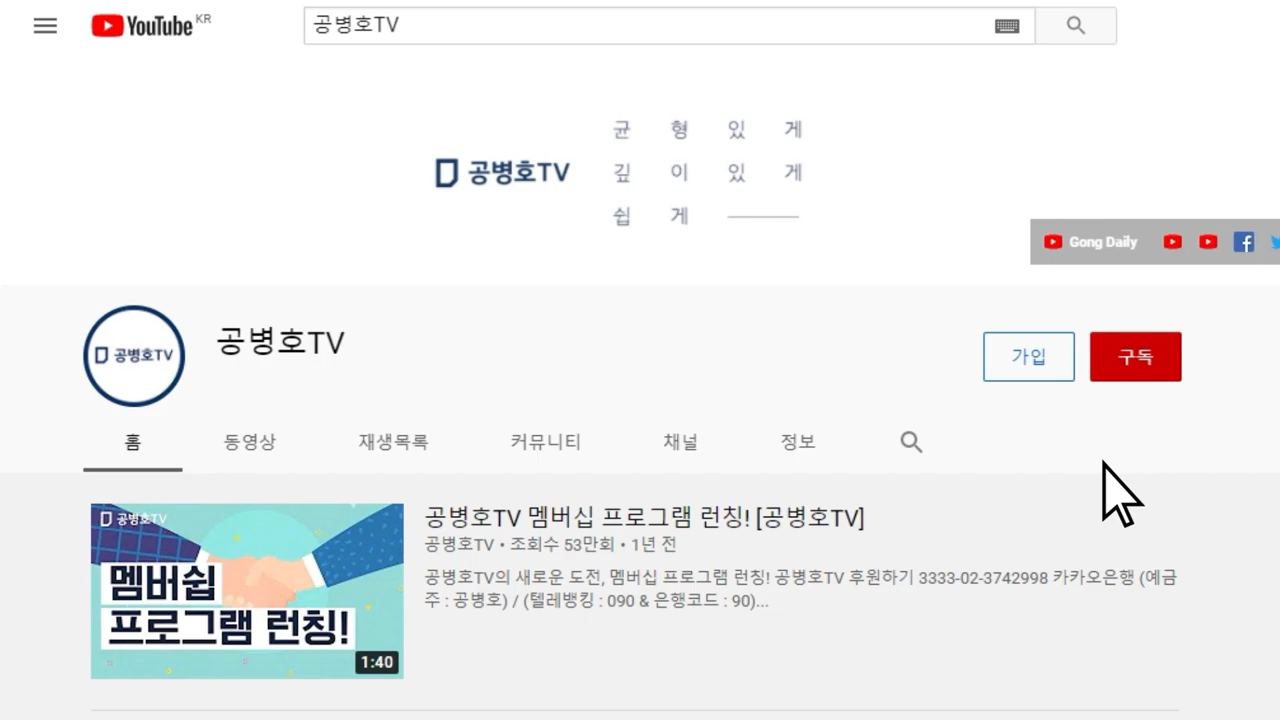 YouTube KR
공병호TV
균 형 있 게
공병호TV
깊 이 있 게
쉽 게
Gong Daily
공병호TV
공병호TV
가입
구독
홈
동영상
재생목록
커뮤니티
채널
정보
공병호TV
멤버쉽
프로그램 런칭!
1:40
공병호TV 멤버십 프로그램 런칭! [공병호TV]
공병호TV • 조회수 53만회 • 1년 전
공병호TV의 새로운 도전, 멤버십 프로그램 런칭! 공병호TV 후원하기 3333-02-3742998 카카오은행 (예금
주 : 공병호) / (텔레뱅킹 : 090 & 은행코드 : 90)...